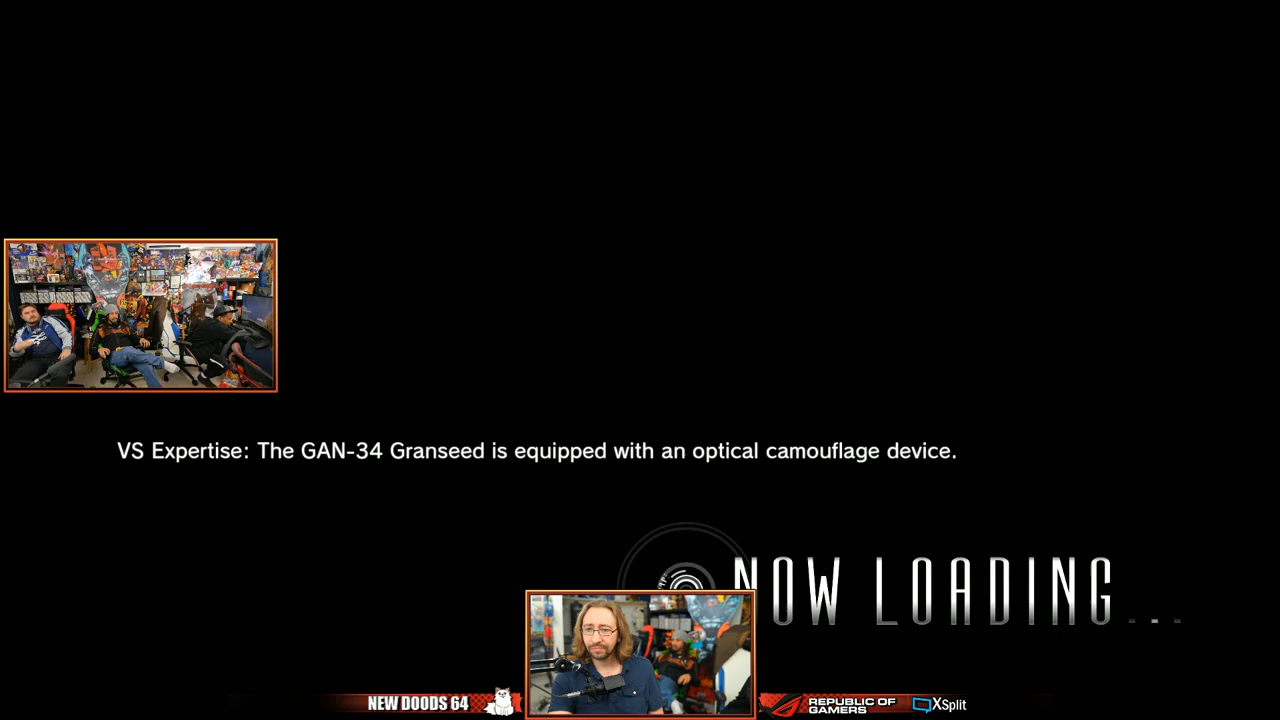 VS Expertise: The GAN-34 Granseed is equipped with an optical camouflage device.
NOW LOADING...
NEW DOODS 64
REPUBLIC OF
GAMERS
XSplit